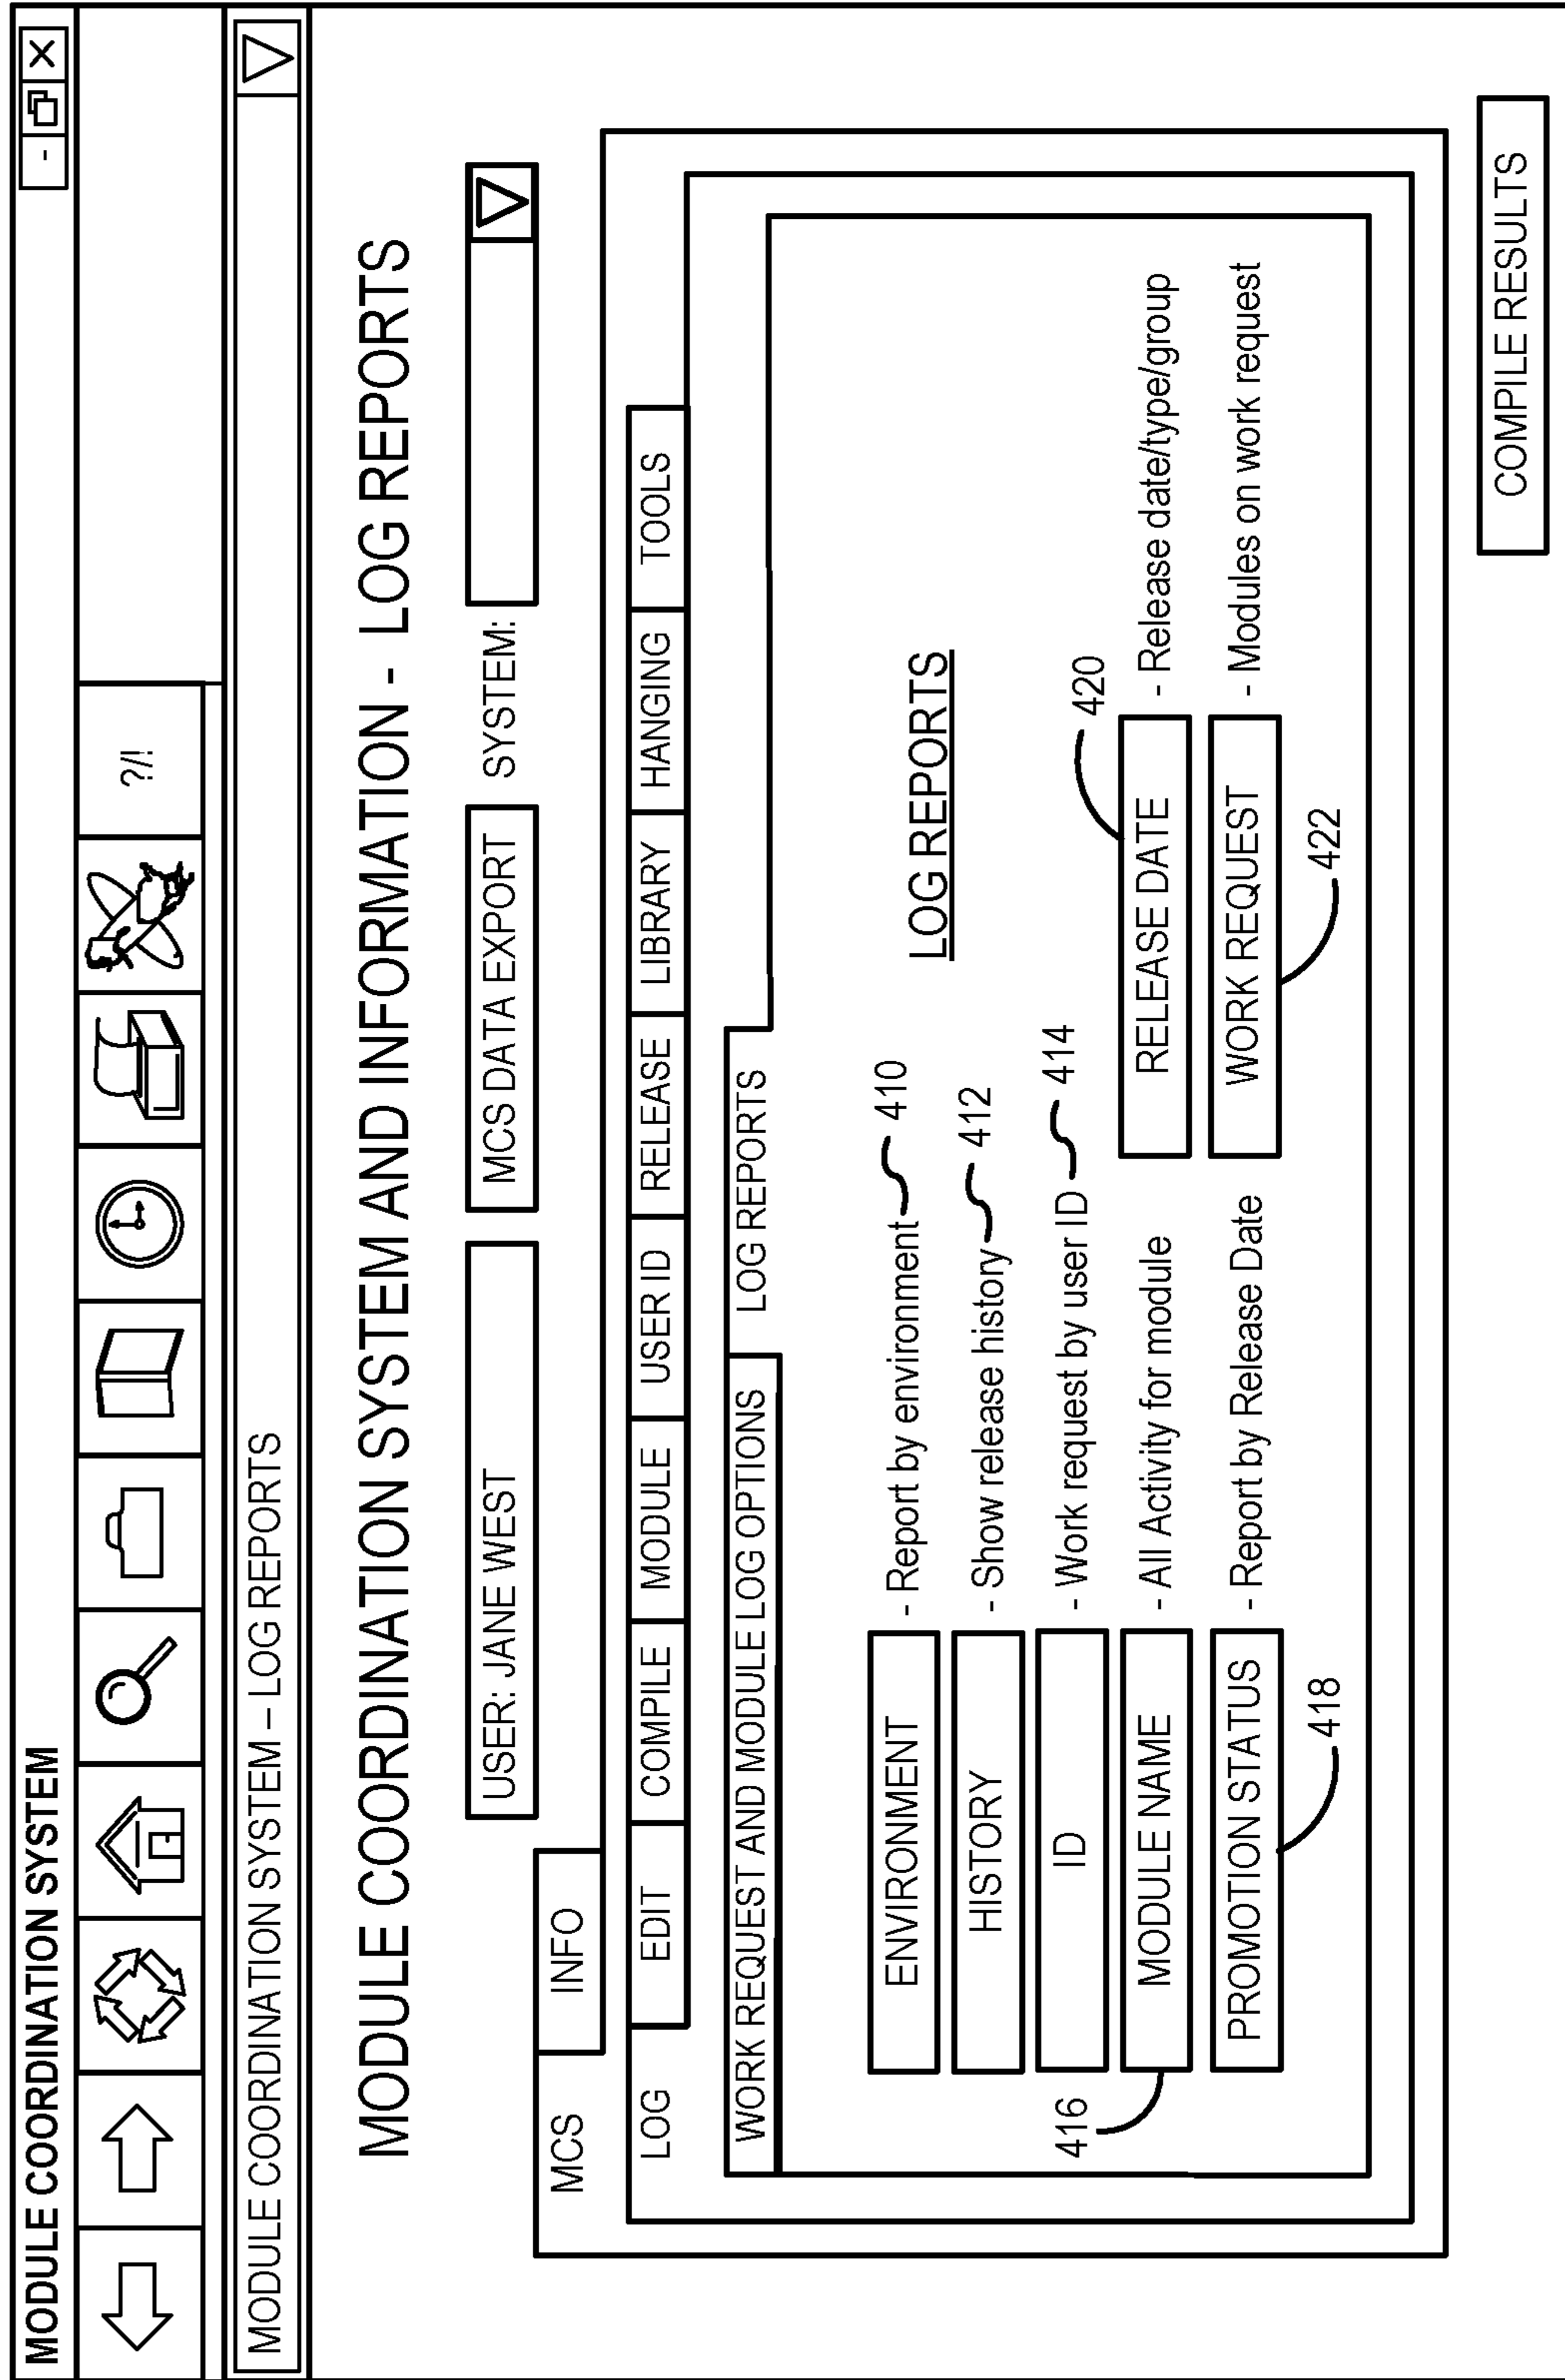 MODULE COORDINATION SYSTEM
- X
?/!
MODULE COORDINATION SYSTEM – LOG REPORTS
MODULE COORDINATION SYSTEM AND INFORMATION - LOG REPORTS
USER: JANE WEST
MCS DATA EXPORT
SYSTEM:
MCS
INFO
LOG
EDIT
COMPILE
MODULE
USER ID
RELEASE
LIBRARY
HANGING
TOOLS
WORK REQUEST AND MODULE LOG OPTIONS
LOG REPORTS
LOG REPORTS
ENVIRONMENT - Report by environment 410
HISTORY - Show release history 412
ID - Work request by user ID 414
416
MODULE NAME - All Activity for module
PROMOTION STATUS - Report by Release Date
418
420
RELEASE DATE - Release date/type/group
WORK REQUEST - Modules on work request
422
COMPILE RESULTS